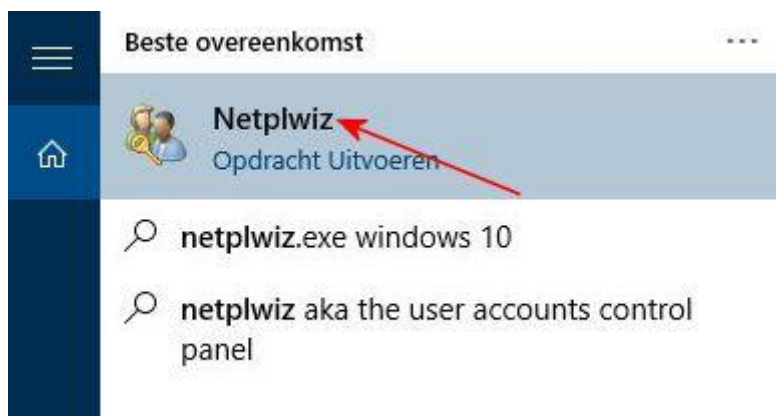 Beste overeenkomst
Netplwiz
Opdracht Uitvoeren
netplwiz.exe windows 10
netplwiz aka the user accounts control
panel